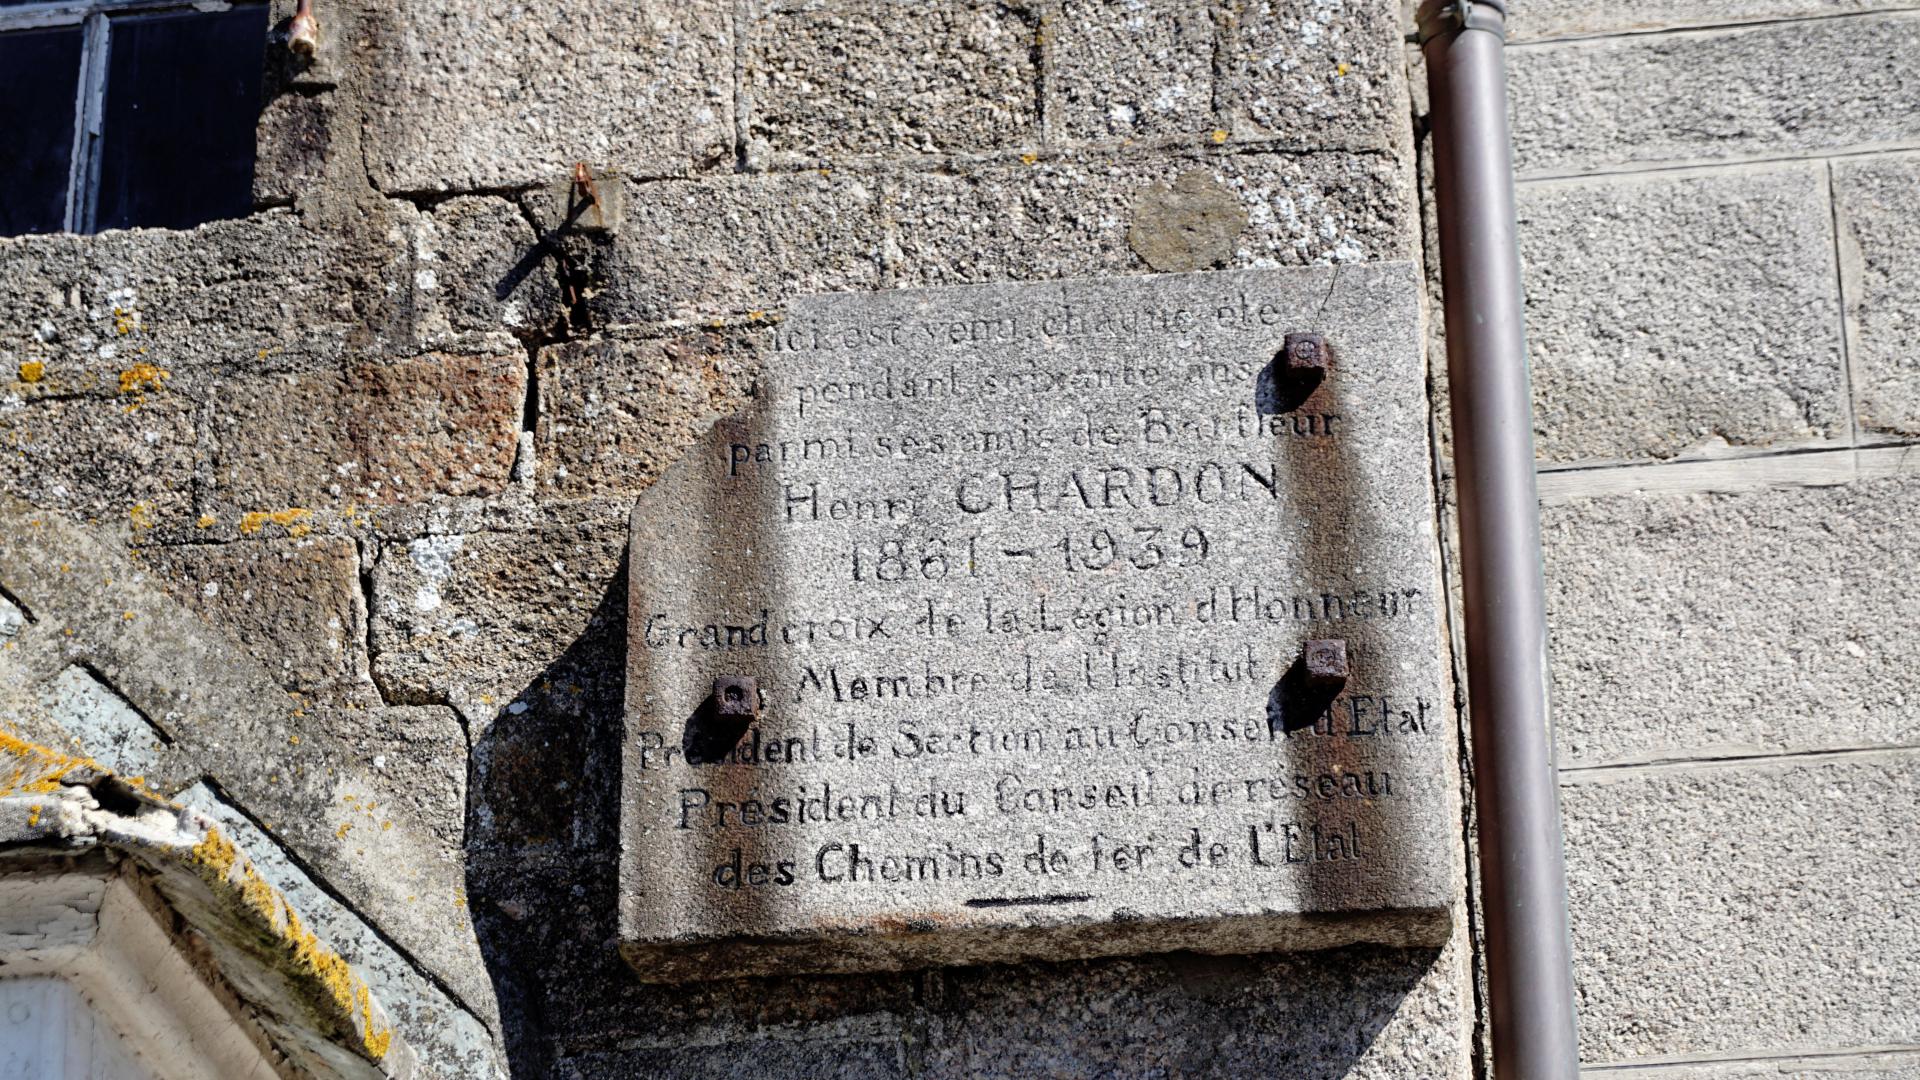 Ici est venu chaque été
pendant soixante ans
parmi ses amis de Barfleur
Henri CHARDON
1861-1939
Grand croix de la Légion d'Honneur
Membre de l'Institut
Président de Section au Conseil d'Etat
Président du Conseil de réseau
des Chemins de fer de L'Etat